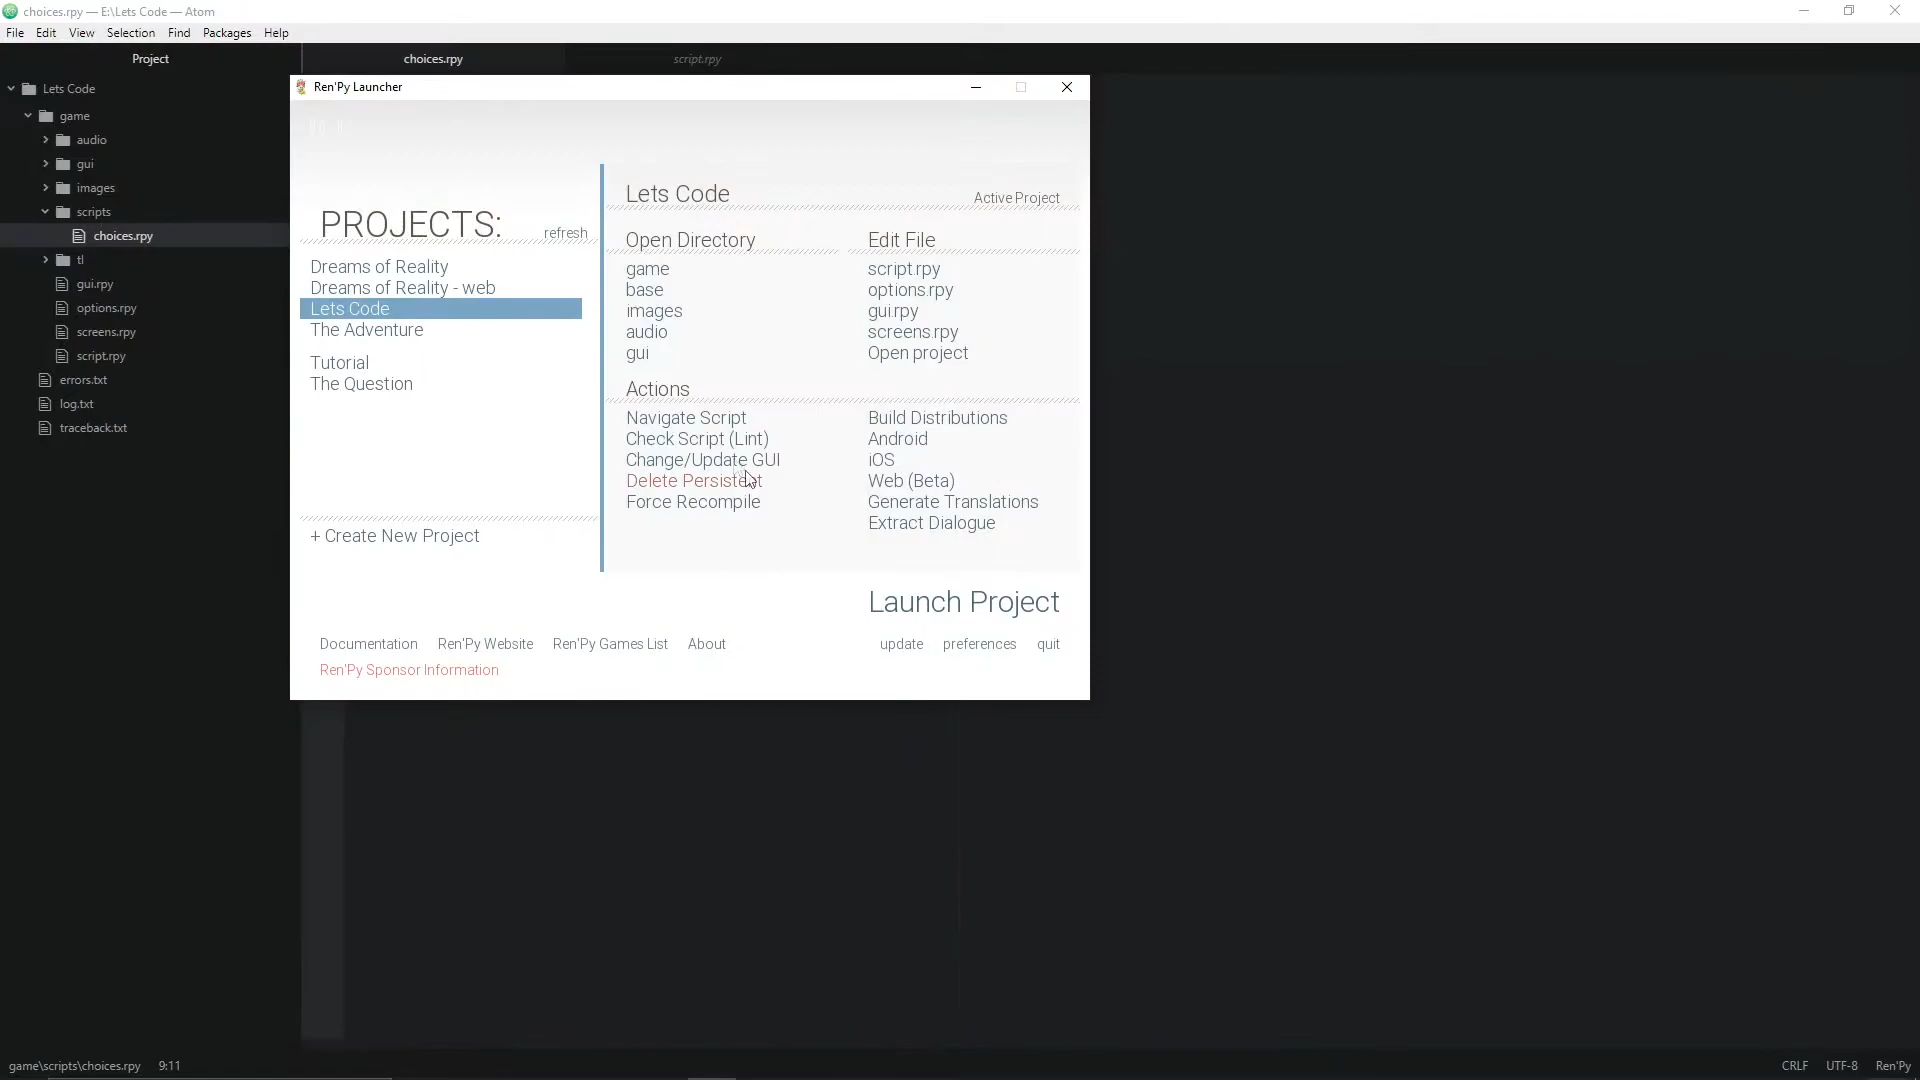 choices.rpy — E:\Lets Code — Atom
File Edit View Selection Find Packages Help
Project
choices.rpy
script.rpy
Lets Code
game
audio
gui
images
scripts
choices.rpy
tl
gui.rpy
options.rpy
screens.rpy
script.rpy
errors.txt
log.txt
traceback.txt
Ren'Py Launcher
PROJECTS:
refresh
Dreams of Reality
Dreams of Reality - web
Lets Code
The Adventure
Tutorial
The Question
+ Create New Project
Lets Code
Active Project
Open Directory
game
base
images
audio
gui
Edit File
script.rpy
options.rpy
gui.rpy
screens.rpy
Open project
Actions
Navigate Script
Check Script (Lint)
Change/Update GUI
Delete Persistent
Force Recompile
Build Distributions
Android
iOS
Web (Beta)
Generate Translations
Extract Dialogue
Launch Project
Documentation Ren'Py Website Ren'Py Games List About
update preferences quit
Ren'Py Sponsor Information
game\scripts\choices.rpy 9:11
CRLF UTF-8 Ren'Py